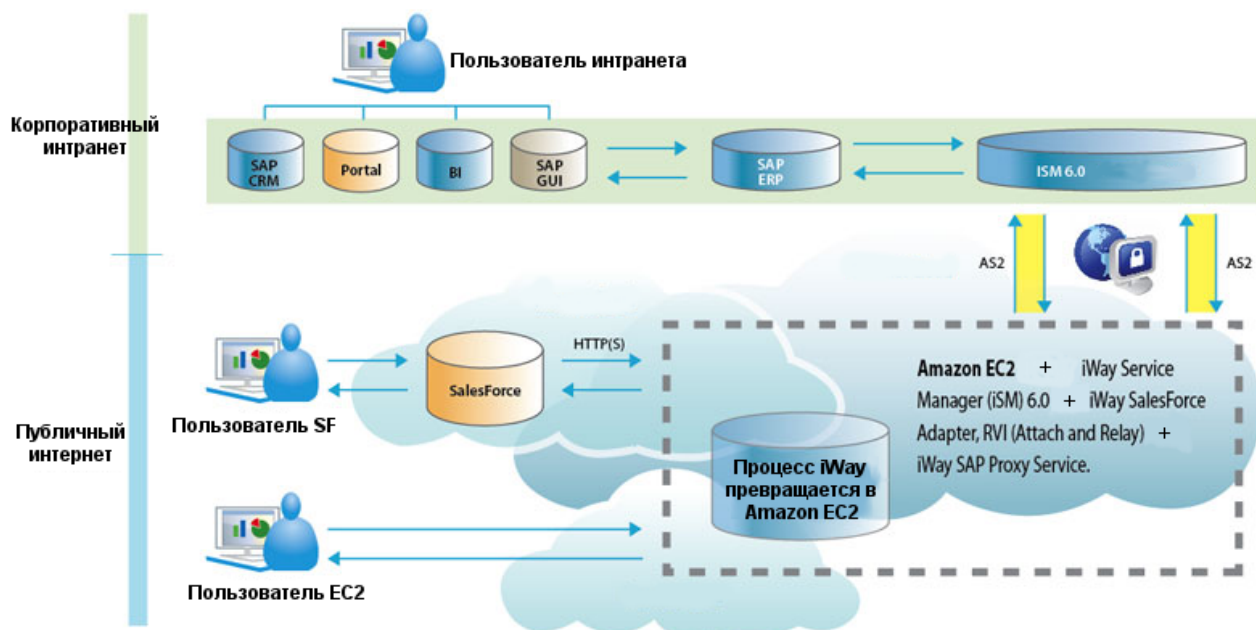 Пользователь интранета
Корпоративный
интранет
SAP
CRM
Portal
BI
SAP
GUI
SAP
ERP
ISM 6.0
AS2
AS2
HTTP(S)
SalesForce
Пользователь SF
Публичный
интернет
Amazon EC2 + iWay Service
Manager (iSM) 6.0 + iWay SalesForce
Adapter, RVI (Attach and Relay) +
iWay SAP Proxy Service.
Процесс iWay
превращается в
Amazon EC2
Пользователь EC2